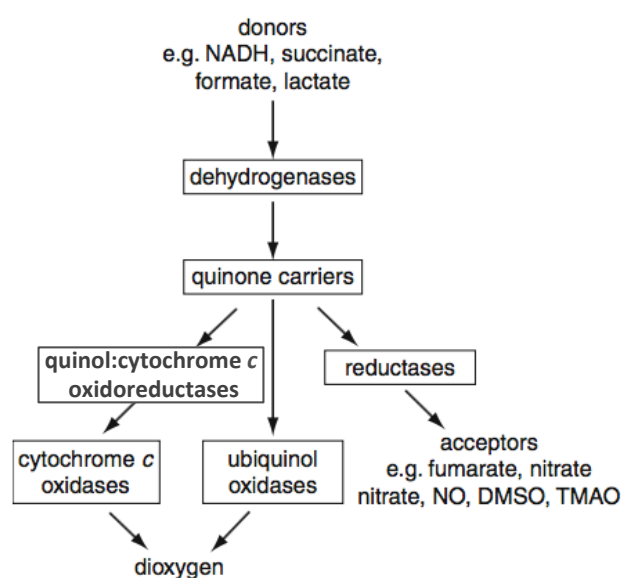 donors
e.g. NADH, succinate,
formate, lactate
dehydrogenases
quinone carriers
quinol:cytochrome c
oxidoreductases
reductases
cytochrome c
oxidases
ubiquinol
oxidases
acceptors
e.g. fumarate, nitrate
nitrate, NO, DMSO, TMAO
dioxygen